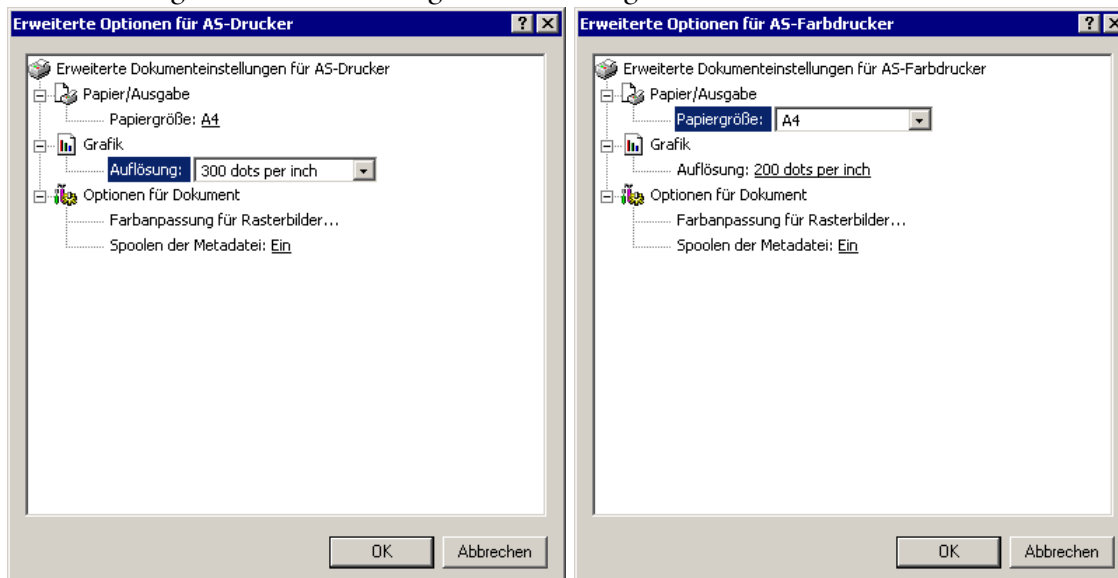 Erweiterte Optionen für AS-Drucker
Erweiterte Dokumenteinstellungen für AS-Drucker
Papier/Ausgabe
Papiergröße: A4
Grafik
Auflösung: 300 dots per inch
Optionen für Dokument
Farbanpassung für Rasterbilder...
Spoolen der Metadatei: Ein
OK Abbrechen
Erweiterte Optionen für AS-Farbdrucker
Erweiterte Dokumenteinstellungen für AS-Farbdrucker
Papier/Ausgabe
Papiergröße: A4
Grafik
Auflösung: 200 dots per inch
Optionen für Dokument
Farbanpassung für Rasterbilder...
Spoolen der Metadatei: Ein
OK Abbrechen